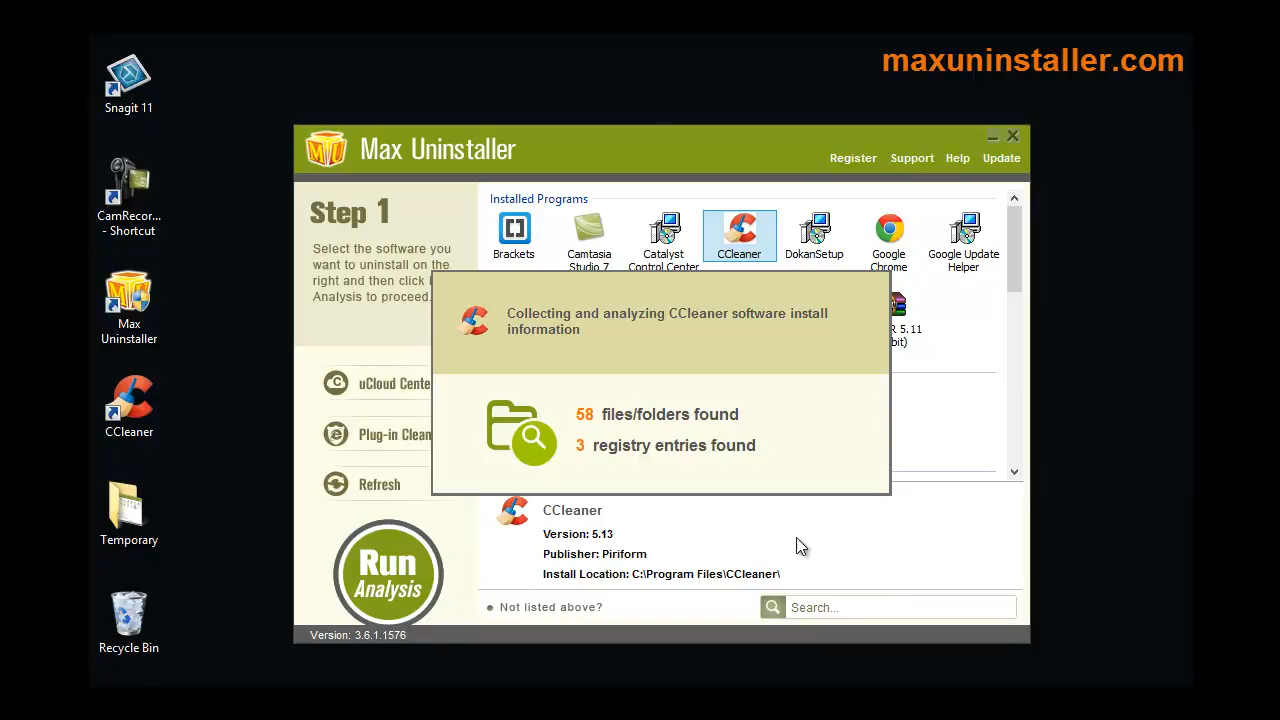 maxuninstaller.com
Snagit 11
CamRecor...
- Shortcut
Max
Uninstaller
CCleaner
Temporary
Recycle Bin
MU
Max Uninstaller
Register
Support
Help
Update
Step 1
Select the software you
want to uninstall on the
right and then click
Analysis to proceed.
uCloud Cente
Plug-in Clean
Refresh
Run
Analysis
Installed Programs
Brackets
Camtasia
Studio 7
Catalyst
Control Center
CCleaner
DokanSetup
Google
Chrome
Google Update
Helper
R 5.11
bit)
Collecting and analyzing CCleaner software install
information
58 files/folders found
3 registry entries found
CCleaner
Version: 5.13
Publisher: Piriform
Install Location: C:\Program Files\CCleaner\
Not listed above?
Search...
Version: 3.6.1.1576